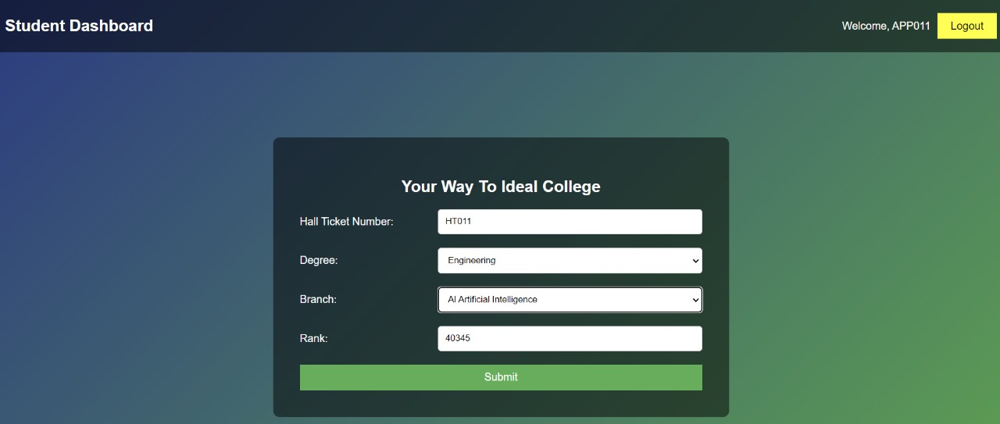 Student Dashboard
Welcome, APP011
Logout
Your Way To Ideal College
Hall Ticket Number:
HT011
Degree:
Engineering
Branch:
AI Artificial Intelligence
Rank:
40345
Submit